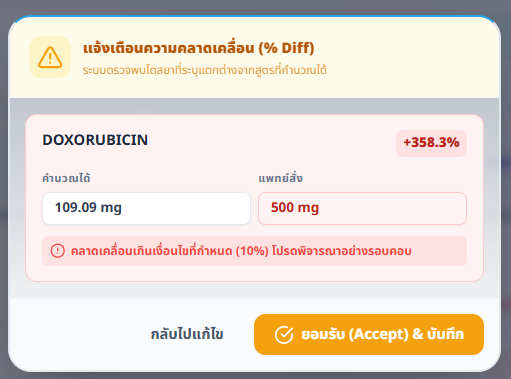 แจ้งเตือนความคลาดเคลื่อน (% Diff)
ระบบตรวจพบโดสยาที่ระบุแตกต่างจากสูตรที่คำนวณได้
DOXORUBICIN
+358.3%
คำนวณได้
แพทย์สั่ง
109.09 mg
500 mg
คลาดเคลื่อนเกินเงื่อนไขที่กำหนด (10%) โปรดพิจารณาอย่างรอบคอบ
กลับไปแก้ไข
ยอมรับ (Accept) & บันทึก